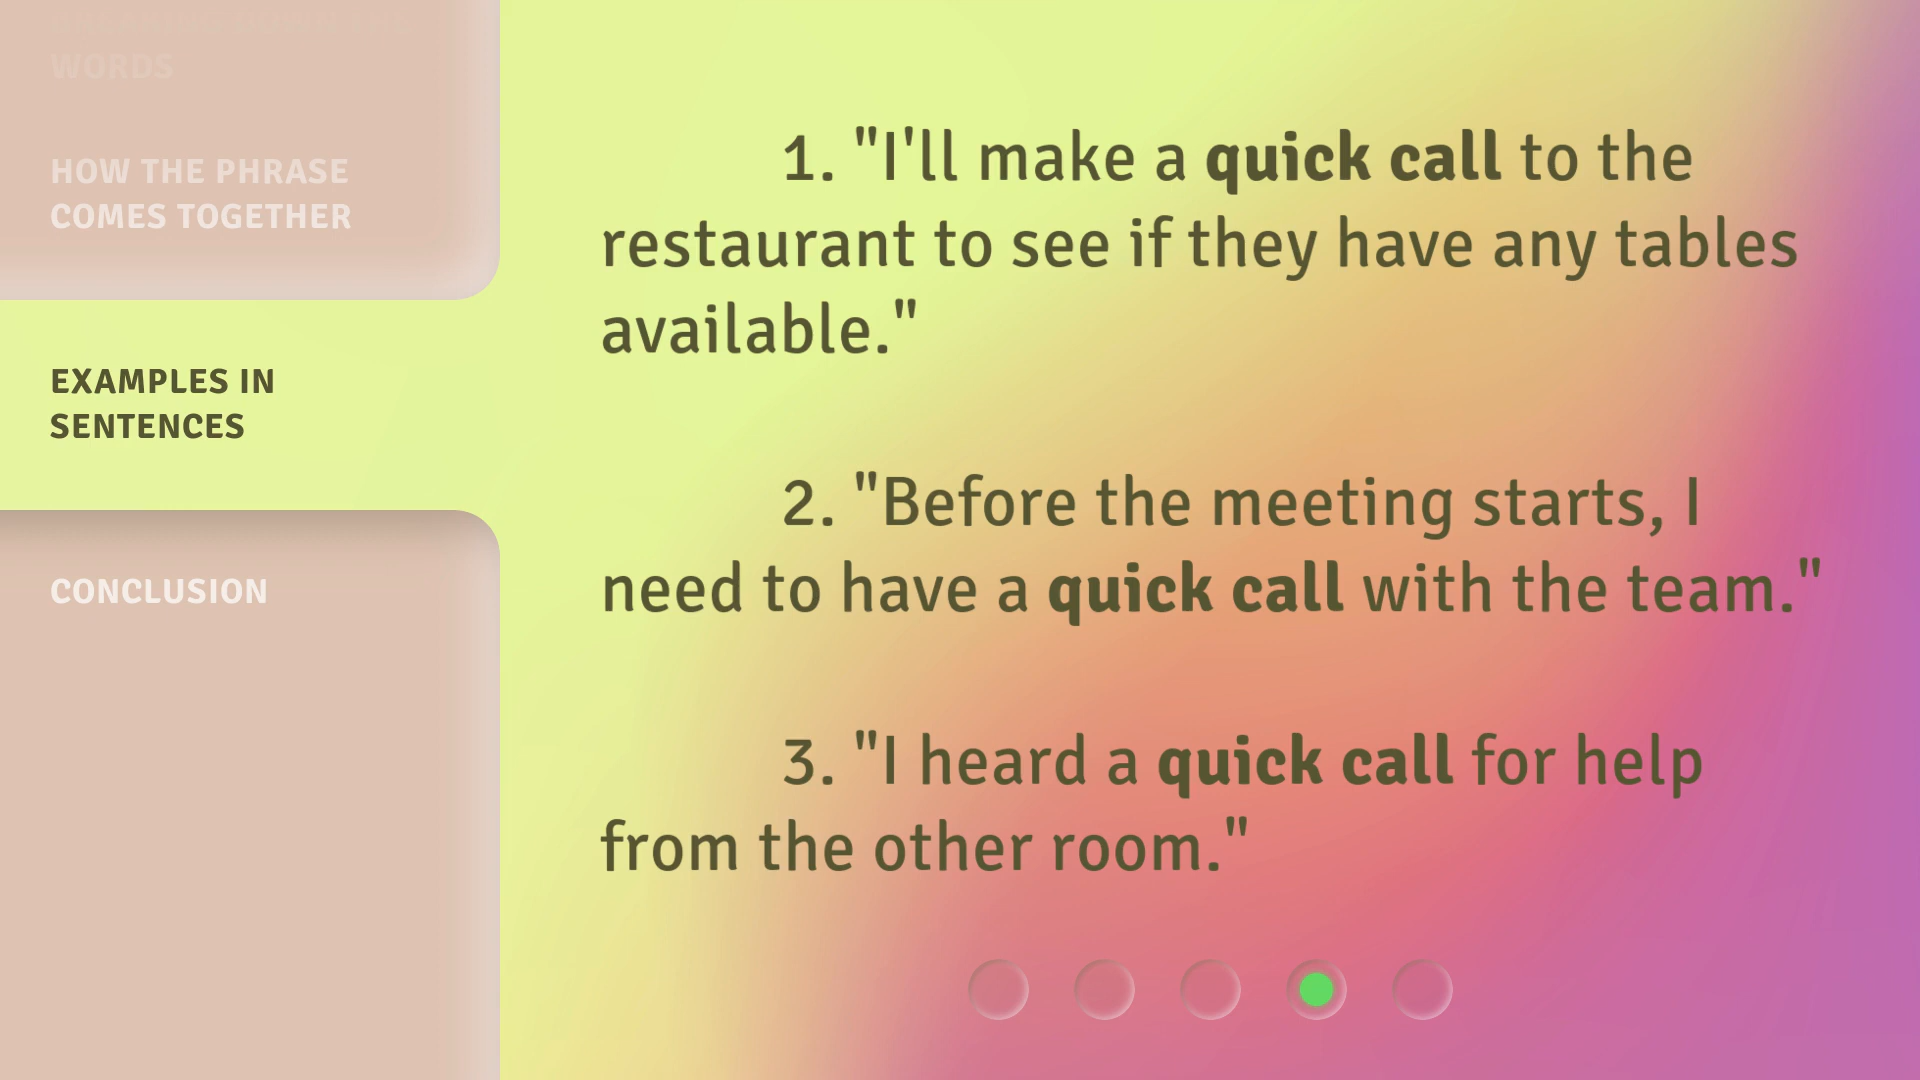 WORDS
HOW THE PHRASE
COMES TOGETHER
EXAMPLES IN
SENTENCES
CONCLUSION
1. "I'll make a quick call to the
restaurant to see if they have any tables
available."
2. "Before the meeting starts, I
need to have a quick call with the team."
3. "I heard a quick call for help
from the other room."